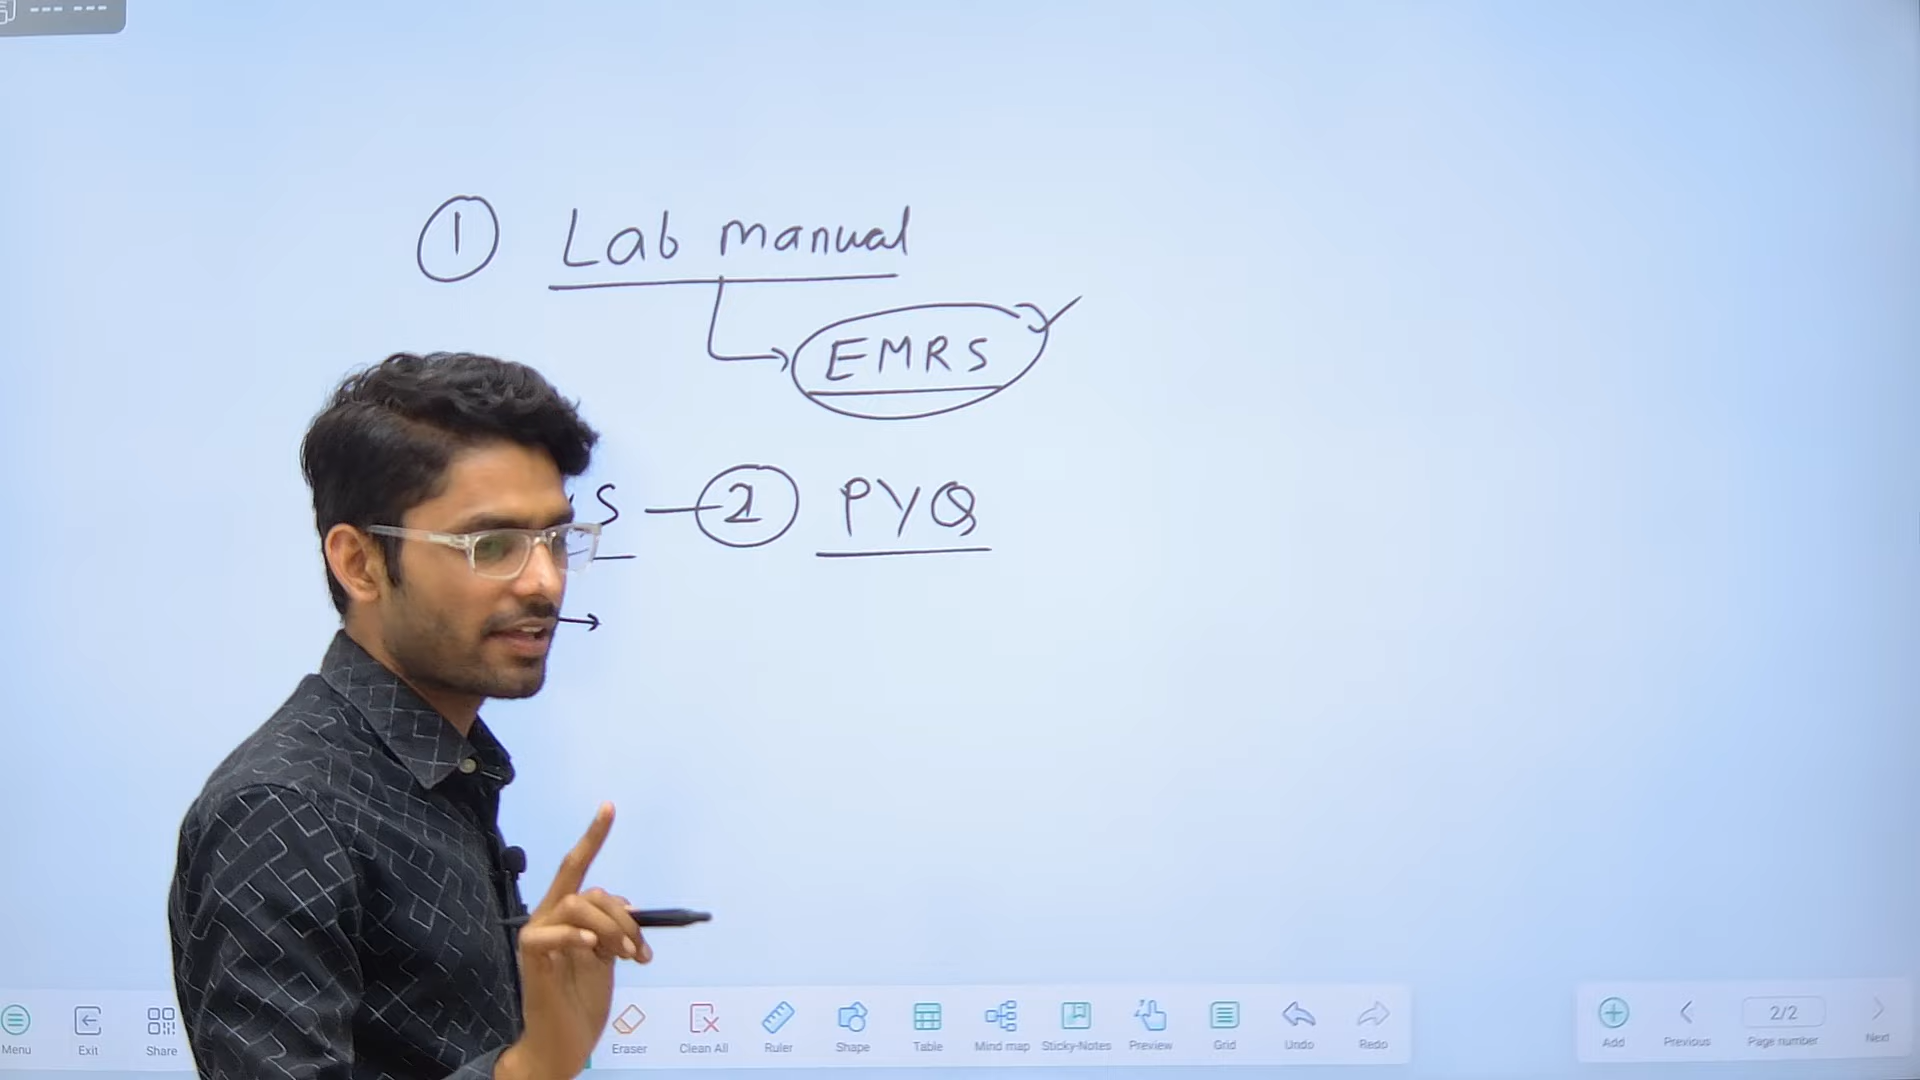 ① Lab manual
EMRS
S — ② PYQ
Menu Exit Share Eraser Clean All Ruler Shape Table Mind map Sticky-Notes Preview Grid Undo Redo Add Previous 2/2 Page number Next